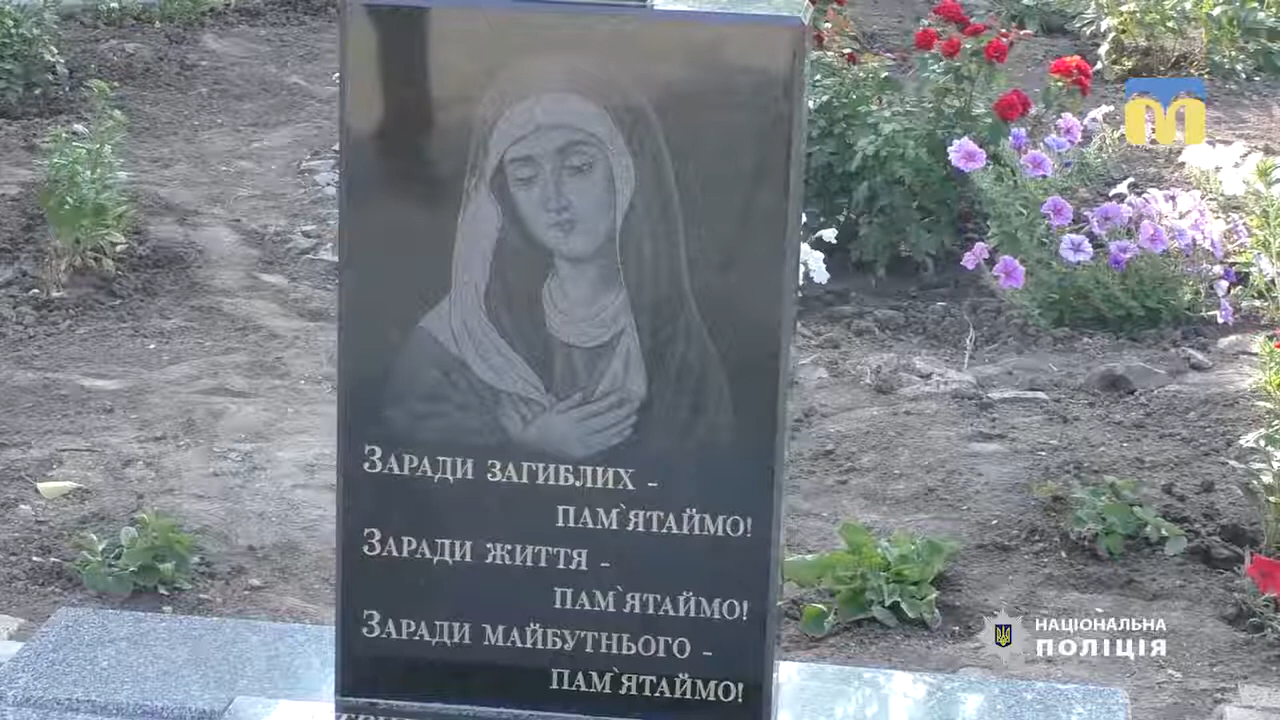 Заради загиблих -
пам`ятаймо!
Заради життя -
пам`ятаймо!
Заради майбутнього -
пам`ятаймо!
НАЦІОНАЛЬНА
ПОЛІЦІЯ